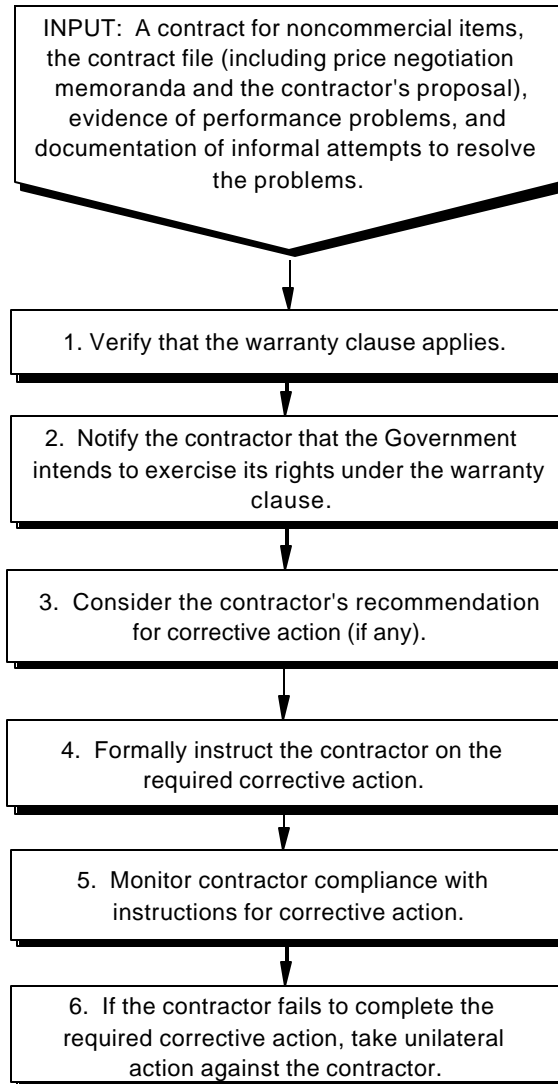 INPUT: A contract for noncommercial items,
the contract file (including price negotiation
memoranda and the contractor's proposal),
evidence of performance problems, and
documentation of informal attempts to resolve
the problems.
1. Verify that the warranty clause applies.
2. Notify the contractor that the Government
intends to exercise its rights under the warranty
clause.
3. Consider the contractor's recommendation
for corrective action (if any).
4. Formally instruct the contractor on the
required corrective action.
5. Monitor contractor compliance with
instructions for corrective action.
6. If the contractor fails to complete the
required corrective action, take unilateral
action against the contractor.